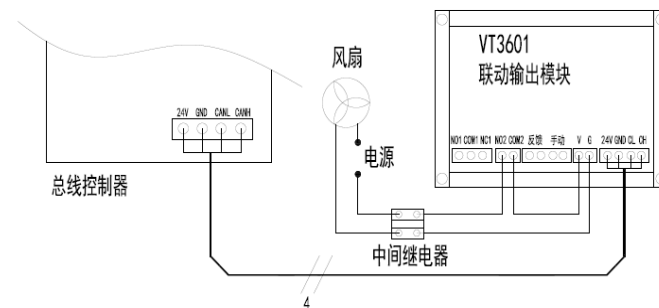 VT3601
联动输出模块
风扇
24V GND CANL CANH
NO1 COM1 NC1 NO2 COM2 反馈 手动 V G 24V GND CL CH
电源
总线控制器
中间继电器
4